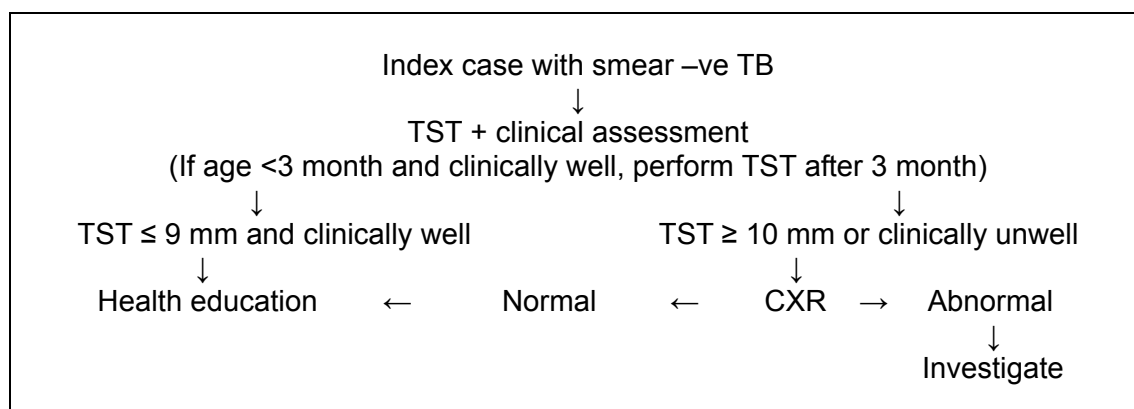 Index case with smear –ve TB
↓
TST + clinical assessment
(If age <3 month and clinically well, perform TST after 3 month)
↓ ↓
TST ≤ 9 mm and clinically well TST ≥ 10 mm or clinically unwell
↓ ↓
Health education ← Normal ← CXR → Abnormal
↓
Investigate